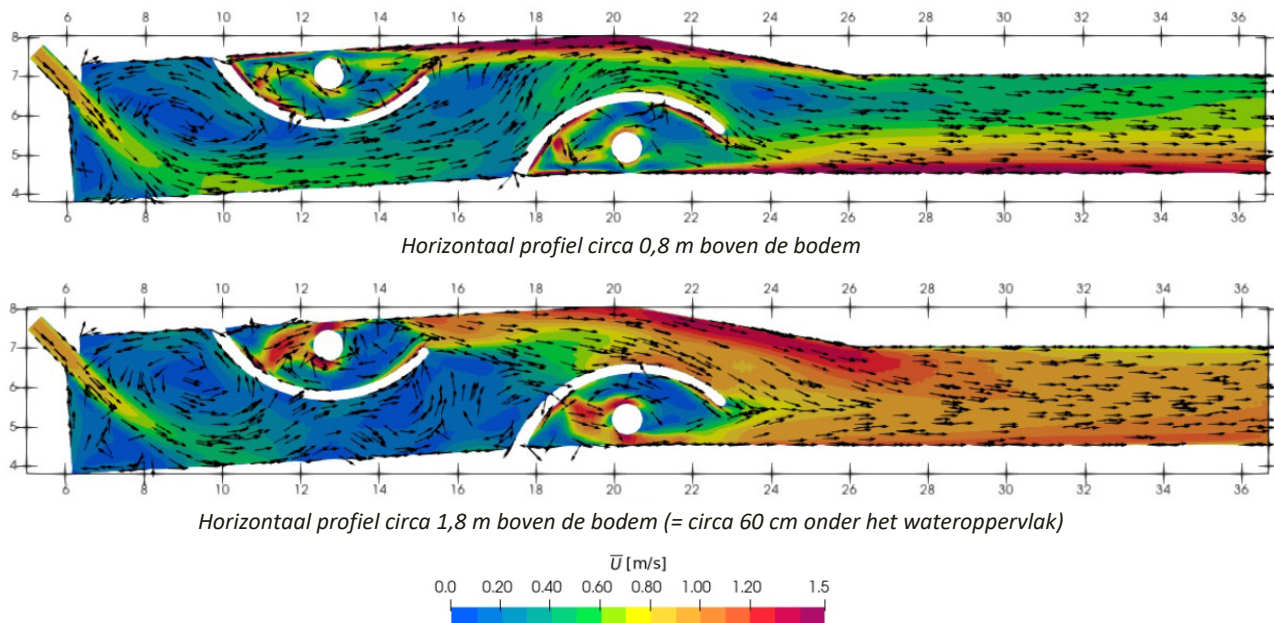 6 8 10 12 14 16 18 20 22 24 26 28 30 32 34 36
8
7
6
5
4
6 8 10 12 14 16 18 20 22 24 26 28 30 32 34 36
Horizontaal profiel circa 0,8 m boven de bodem
6 8 10 12 14 16 18 20 22 24 26 28 30 32 34 36
8
7
6
5
4
6 8 10 12 14 16 18 20 22 24 26 28 30 32 34 36
Horizontaal profiel circa 1,8 m boven de bodem (= circa 60 cm onder het wateroppervlak)
U̅ [m/s]
0.0 0.20 0.40 0.60 0.80 1.00 1.20 1.5